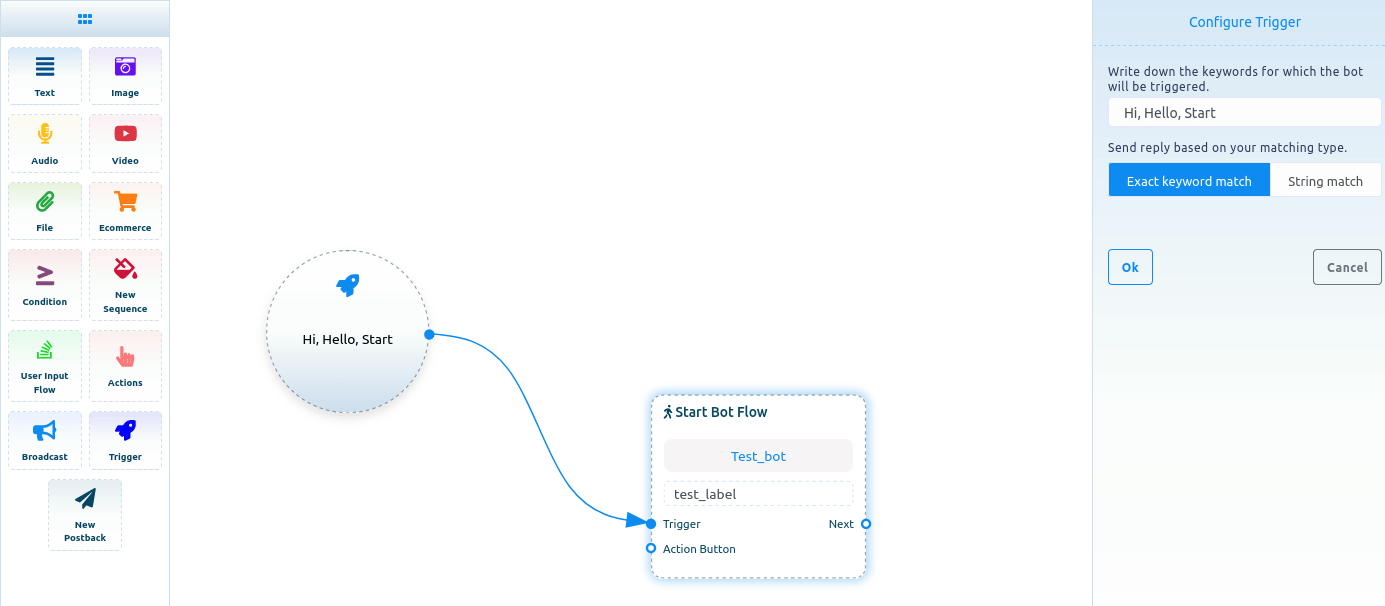 Text
Image
Audio
Video
File
Ecommerce
Condition
New
Sequence
User Input
Flow
Actions
Broadcast
Trigger
New
Postback
Hi, Hello, Start
Start Bot Flow
Test_bot
test_label
Trigger
Next
Action Button
Configure Trigger
Write down the keywords for which the bot
will be triggered.
Hi, Hello, Start
Send reply based on your matching type.
Exact keyword match
String match
Ok
Cancel